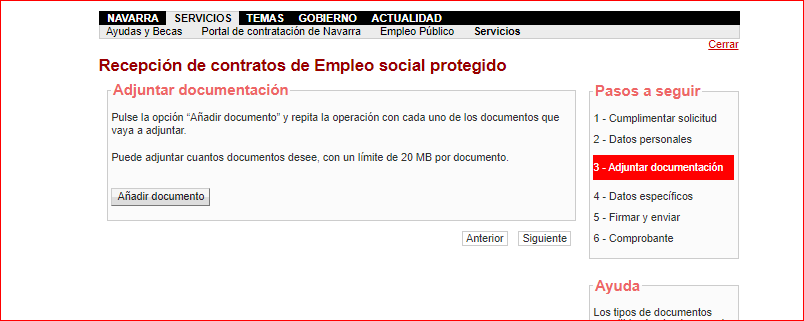 NAVARRA SERVICIOS TEMAS GOBIERNO ACTUALIDAD
Ayudas y Becas Portal de contratación de Navarra Empleo Público Servicios
Cerrar
Recepción de contratos de Empleo social protegido
Adjuntar documentación
Pulse la opción “Añadir documento” y repita la operación con cada uno de los documentos que
vaya a adjuntar.
Puede adjuntar cuantos documentos desee, con un límite de 20 MB por documento.
Añadir documento
Anterior Siguiente
Pasos a seguir
1 - Cumplimentar solicitud
2 - Datos personales
3 - Adjuntar documentación
4 - Datos específicos
5 - Firmar y enviar
6 - Comprobante
Ayuda
Los tipos de documentos